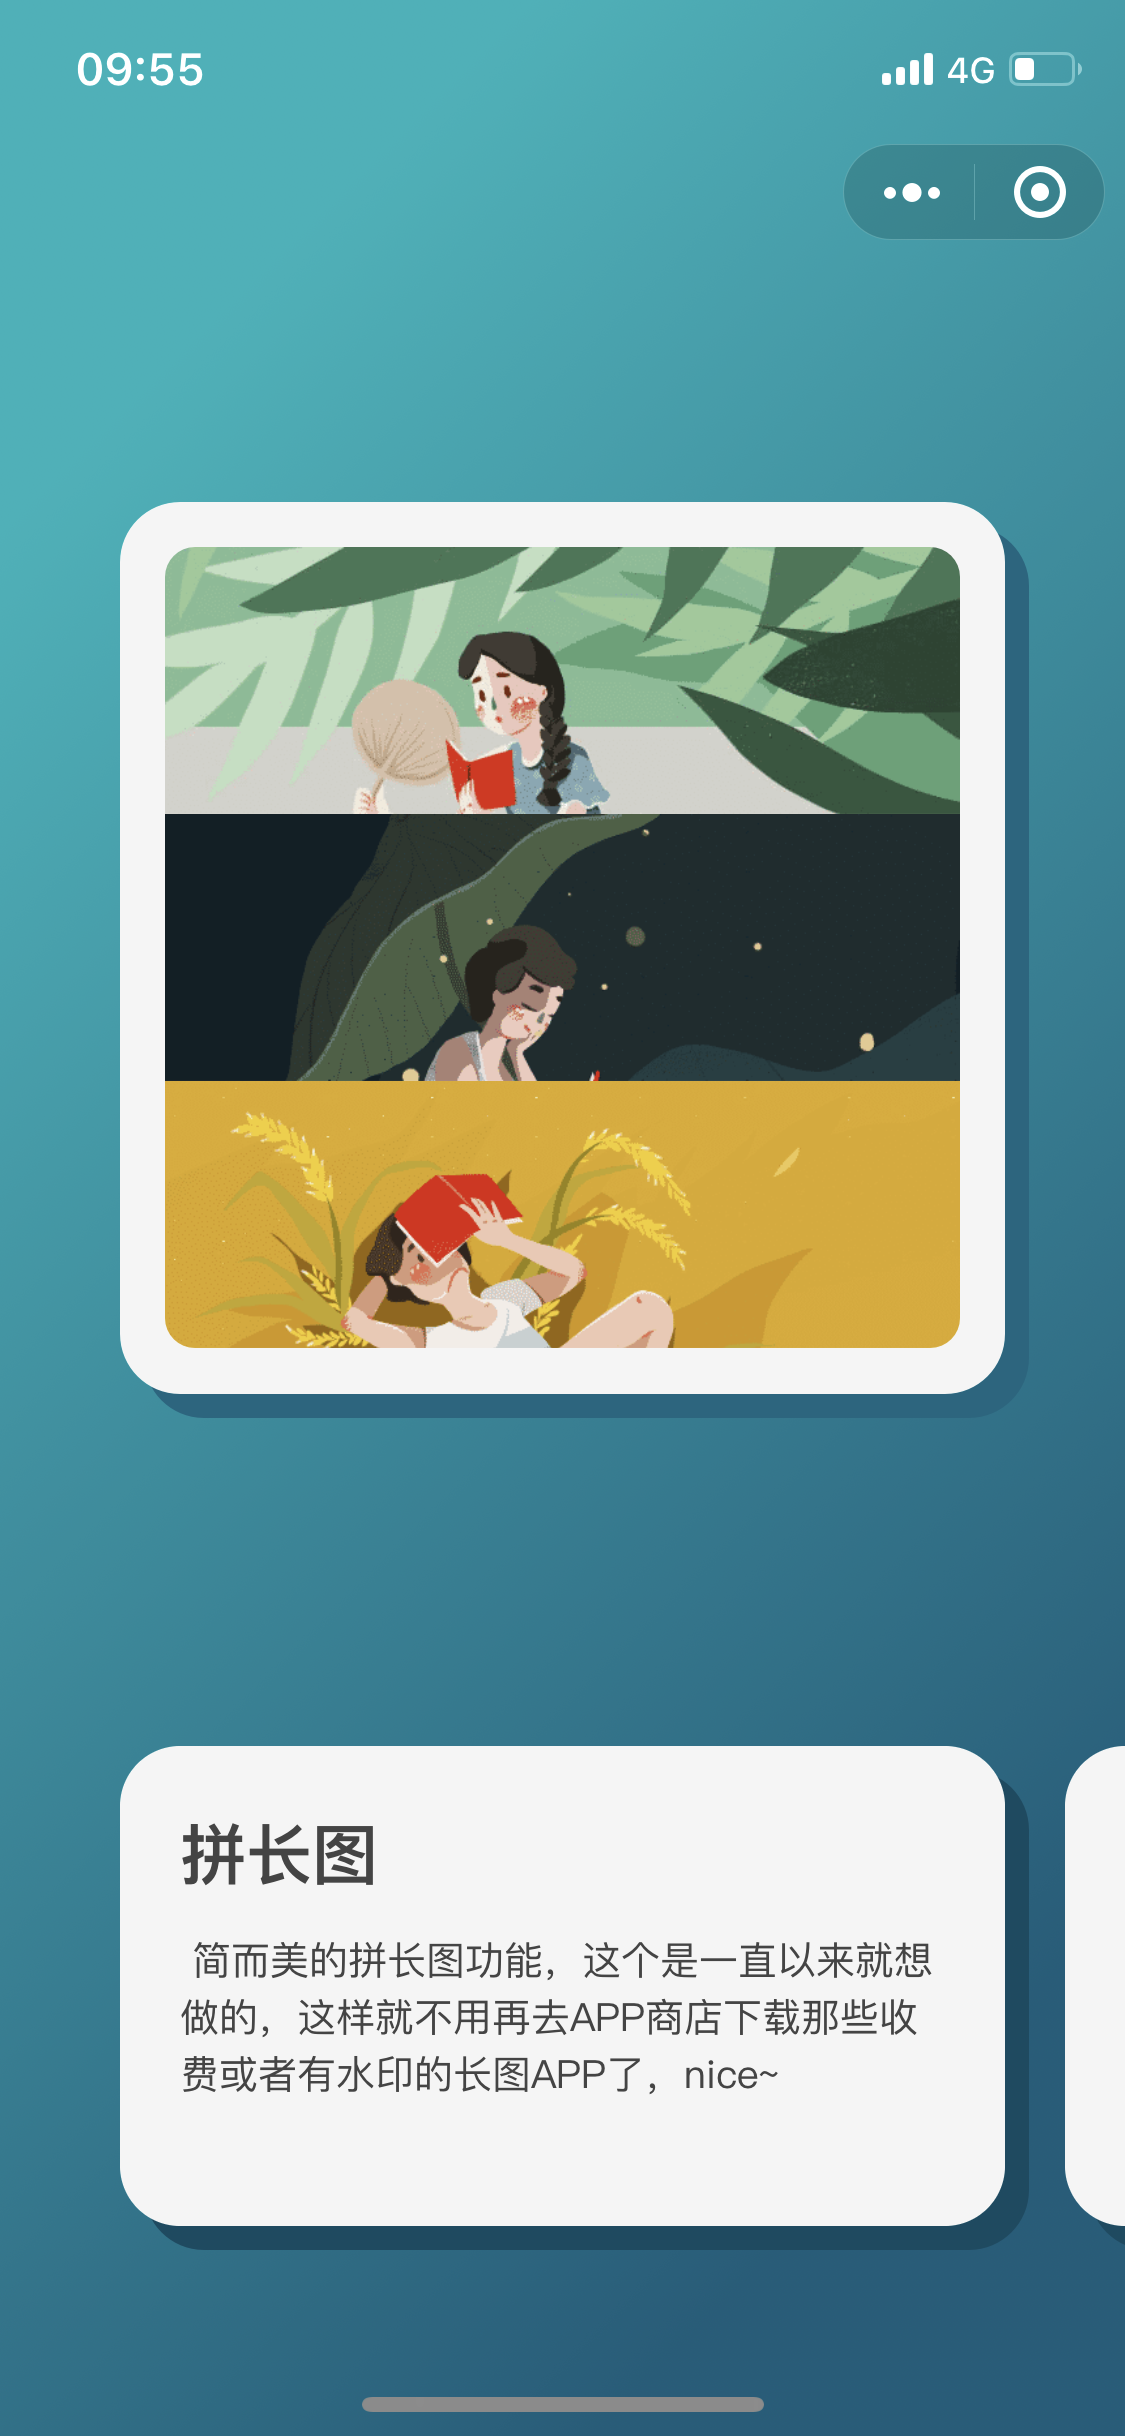 09:55
4G
拼长图
简而美的拼长图功能，这个是一直以来就想
做的，这样就不用再去APP商店下载那些收
费或者有水印的长图APP了，nice~